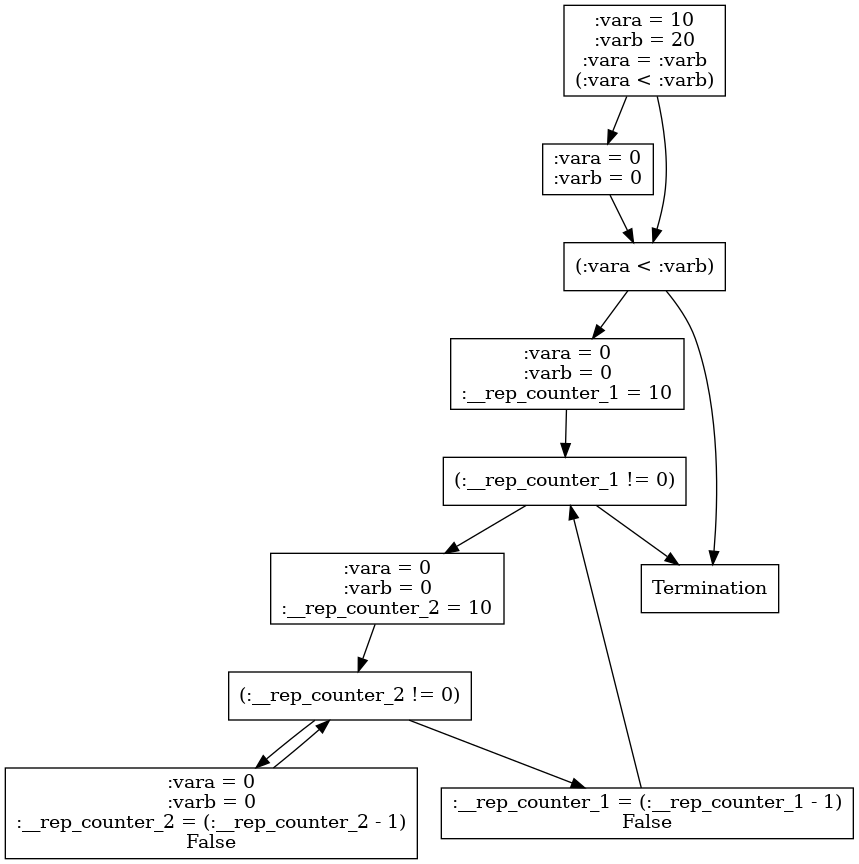 :vara = 10
:varb = 20
:vara = :varb
(:vara < :varb)
:vara = 0
:varb = 0
(:vara < :varb)
:vara = 0
:varb = 0
:__rep_counter_1 = 10
(:__rep_counter_1 != 0)
:vara = 0
:varb = 0
:__rep_counter_2 = 10
Termination
(:__rep_counter_2 != 0)
:vara = 0
:varb = 0
:__rep_counter_2 = (:__rep_counter_2 - 1)
False
:__rep_counter_1 = (:__rep_counter_1 - 1)
False